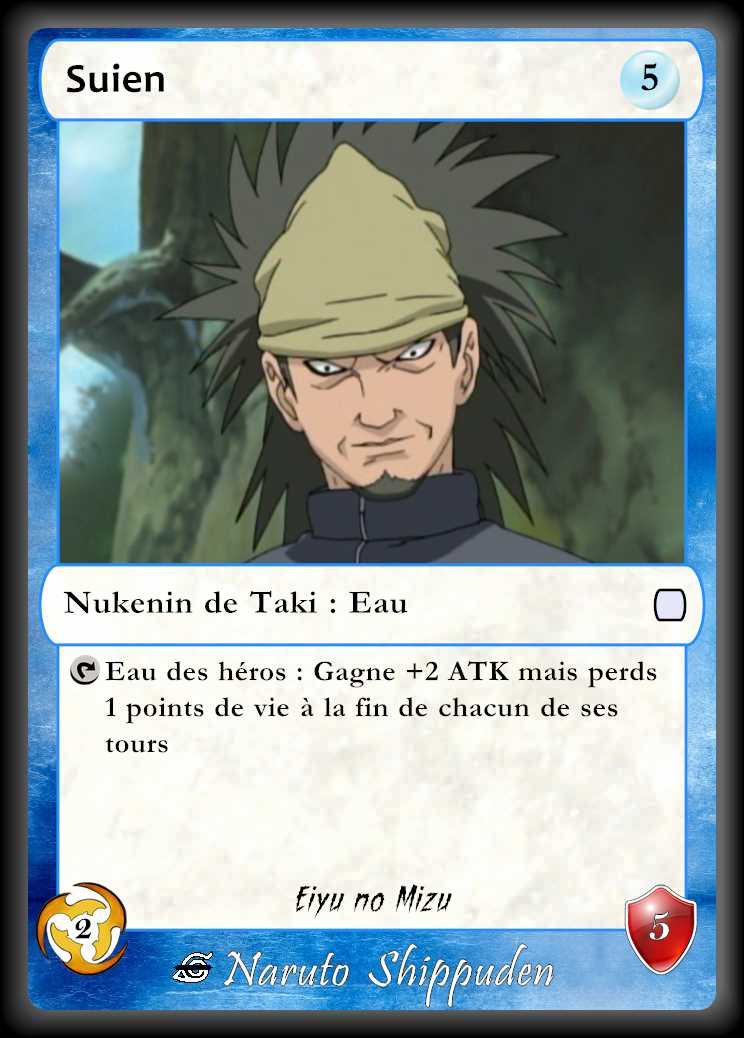 Suien
5
Nukenin de Taki : Eau
Eau des héros : Gagne +2 ATK mais perds
1 points de vie à la fin de chacun de ses
tours
Eiyu no Mizu
2
5
Naruto Shippuden